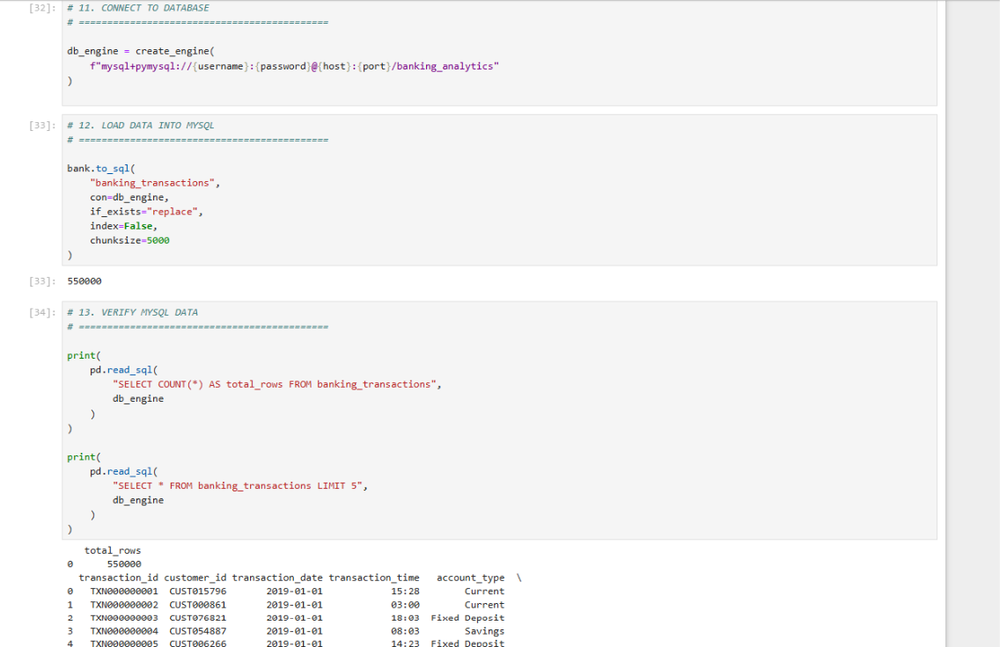 [32]: # 11. CONNECT TO DATABASE
# ============================================
db_engine = create_engine(
    f"mysql+pymysql://{username}:{password}@{host}:{port}/banking_analytics"
)
[33]: # 12. LOAD DATA INTO MYSQL
# ============================================
bank.to_sql(
    "banking_transactions",
    con=db_engine,
    if_exists="replace",
    index=False,
    chunksize=5000
)
[33]: 550000
[34]: # 13. VERIFY MYSQL DATA
# ============================================
print(
    pd.read_sql(
        "SELECT COUNT(*) AS total_rows FROM banking_transactions",
        db_engine
    )
)
print(
    pd.read_sql(
        "SELECT * FROM banking_transactions LIMIT 5",
        db_engine
    )
)
   total_rows
0      550000
  transaction_id customer_id transaction_date transaction_time   account_type  \
0   TXN000000001  CUST015796       2019-01-01            15:28        Current
1   TXN000000002  CUST000861       2019-01-01            03:00        Current
2   TXN000000003  CUST076821       2019-01-01            18:03  Fixed Deposit
3   TXN000000004  CUST054887       2019-01-01            08:03        Savings
4   TXN000000005  CUST006266       2019-01-01            14:23  Fixed Deposit